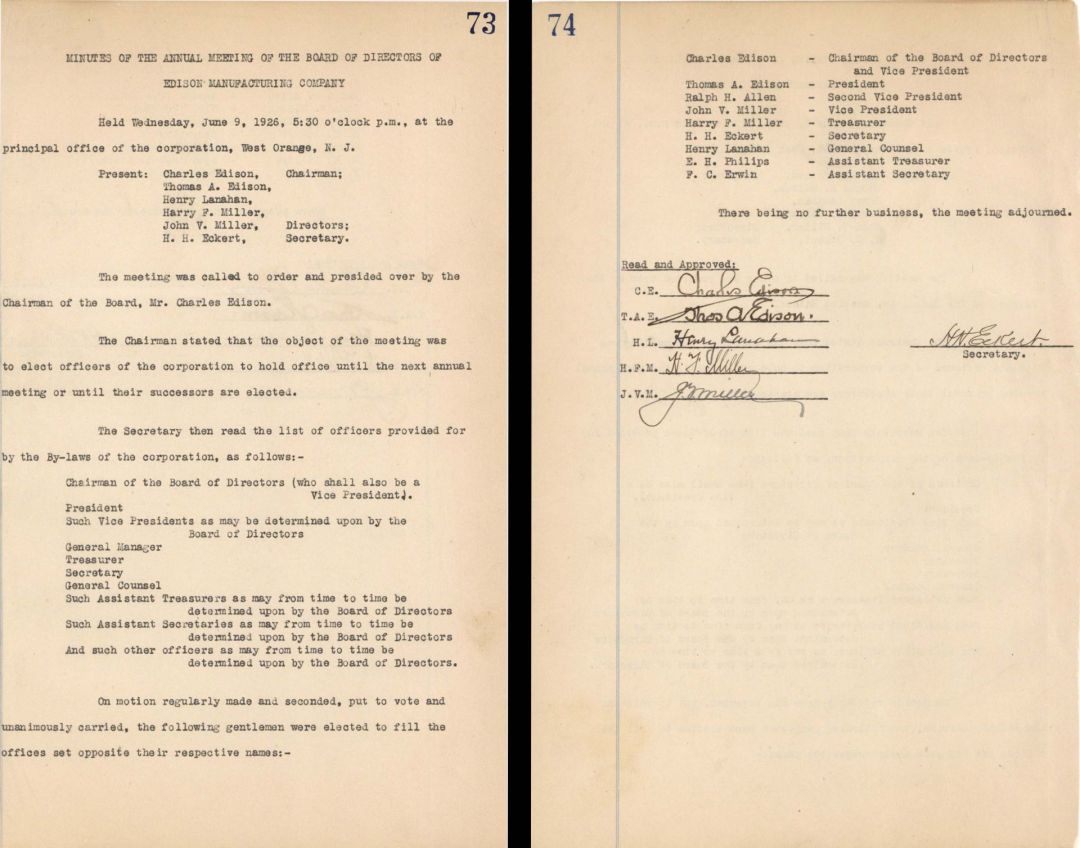 73
MINUTES OF THE ANNUAL MEETING OF THE BOARD OF DIRECTORS OF
EDISON MANUFACTURING COMPANY
Held Wednesday, June 9, 1926, 5:30 o'clock p.m., at the
principal office of the corporation, West Orange, N. J.
Present: Charles Edison, Chairman;
Thomas A. Edison,
Henry Lanahan,
Harry F. Miller,
John V. Miller, Directors;
H. H. Eckert, Secretary.
The meeting was called to order and presided over by the
Chairman of the Board, Mr. Charles Edison.
The Chairman stated that the object of the meeting was
to elect officers of the corporation to hold office until the next annual
meeting or until their successors are elected.
The Secretary then read the list of officers provided for
by the By-laws of the corporation, as follows:-
Chairman of the Board of Directors (who shall also be a
Vice President).
President
Such Vice Presidents as may be determined upon by the
Board of Directors
General Manager
Treasurer
Secretary
General Counsel
Such Assistant Treasurers as may from time to time be
determined upon by the Board of Directors
Such Assistant Secretaries as may from time to time be
determined upon by the Board of Directors
And such other officers as may from time to time be
determined upon by the Board of Directors.
On motion regularly made and seconded, put to vote and
unanimously carried, the following gentlemen were elected to fill the
offices set opposite their respective names:-
74
Charles Edison - Chairman of the Board of Directors
and Vice President
Thomas A. Edison - President
Ralph H. Allen - Second Vice President
John V. Miller - Vice President
Harry F. Miller - Treasurer
H. H. Eckert - Secretary
Henry Lanahan - General Counsel
E. H. Philips - Assistant Treasurer
F. C. Erwin - Assistant Secretary
There being no further business, the meeting adjourned.
Read and Approved:
C.E. Charles Edison
T.A.E. Thos A Edison.
H.L. Henry Lanahan
H.H. Eckert.
Secretary.
H.F.M. H. F. Miller
J.V.M. J V Miller